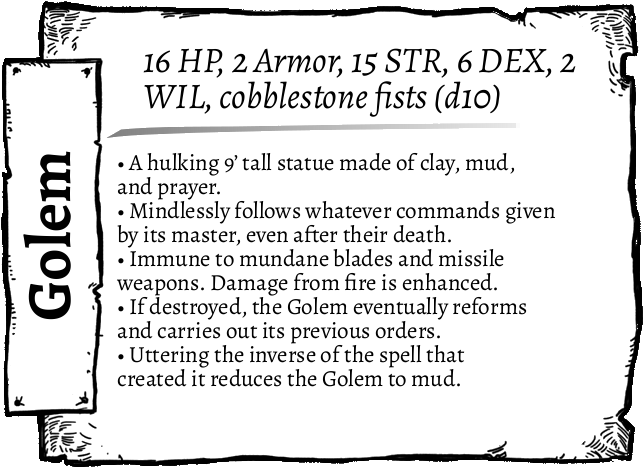 Golem
16 HP, 2 Armor, 15 STR, 6 DEX, 2
WIL, cobblestone fists (d10)
• A hulking 9’ tall statue made of clay, mud,
and prayer.
• Mindlessly follows whatever commands given
by its master, even after their death.
• Immune to mundane blades and missile
weapons. Damage from fire is enhanced.
• If destroyed, the Golem eventually reforms
and carries out its previous orders.
• Uttering the inverse of the spell that
created it reduces the Golem to mud.